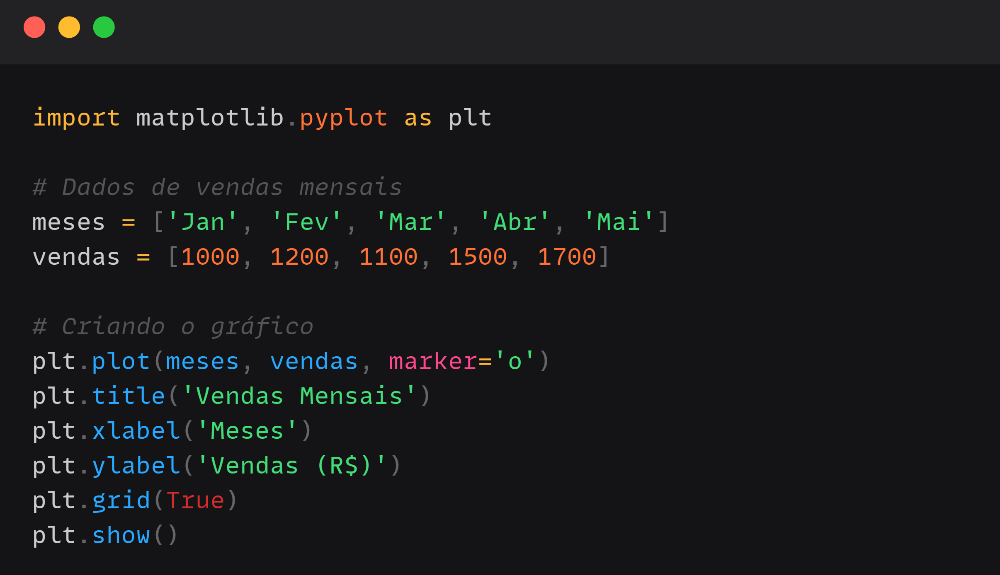 import matplotlib.pyplot as plt
# Dados de vendas mensais
meses = ['Jan', 'Fev', 'Mar', 'Abr', 'Mai']
vendas = [1000, 1200, 1100, 1500, 1700]
# Criando o gráfico
plt.plot(meses, vendas, marker='o')
plt.title('Vendas Mensais')
plt.xlabel('Meses')
plt.ylabel('Vendas (R$)')
plt.grid(True)
plt.show()